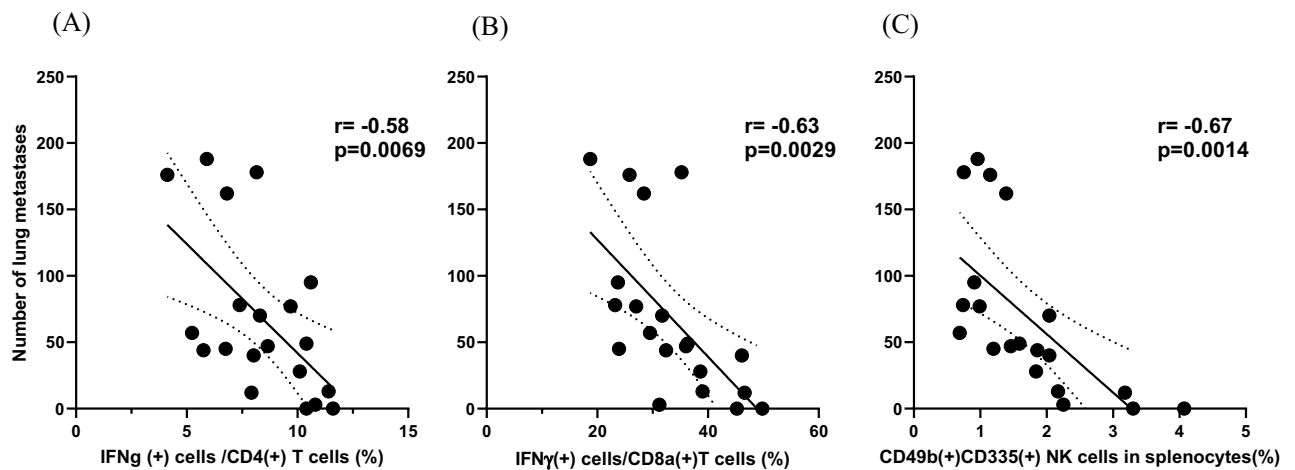 (A)
250
200
150
100
50
0
Number of lung metastases
r= -0.58
p=0.0069
0 5 10 15
IFNg (+) cells /CD4(+) T cells (%)
(B)
250
200
150
100
50
0
r= -0.63
p=0.0029
0 20 40 60
IFNγ(+) cells/CD8a(+)T cells (%)
(C)
250
200
150
100
50
0
r= -0.67
p=0.0014
0 1 2 3 4 5
CD49b(+)CD335(+) NK cells in splenocytes(%)